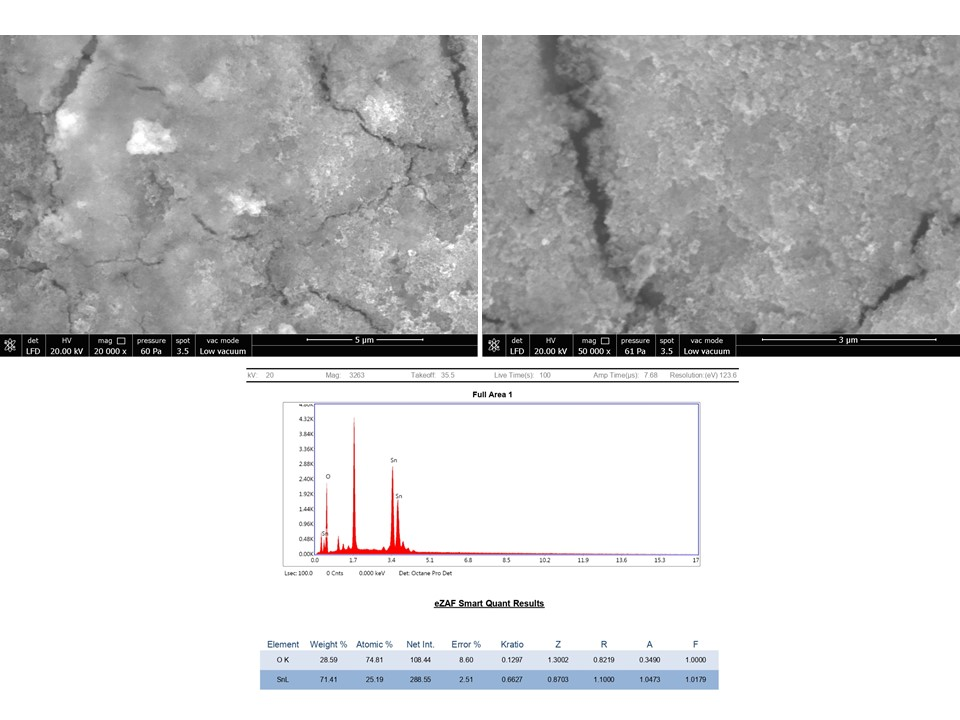 det HV mag □ pressure spot vac mode
LFD 20.00 kV 20 000 x 60 Pa 3.5 Low vacuum
5 µm
det HV mag □ pressure spot vac mode
LFD 20.00 kV 50 000 x 61 Pa 3.5 Low vacuum
3 µm
kV: 20 Mag: 3263 Takeoff: 35.5 Live Time(s): 100 Amp Time(µs): 7.68 Resolution:(eV) 123.6
Full Area 1
4.32K
3.84K
3.36K
2.88K
2.40K
1.92K
1.44K
0.96K
0.48K
0.00K
O
Sn
Sn
Sn
0.0 1.7 3.4 5.1 6.8 8.5 10.2 11.9 13.6 15.3 17
Lsec: 100.0 0 Cnts 0.000 keV Det: Octane Pro Det
eZAF Smart Quant Results
Element Weight % Atomic % Net Int. Error % Kratio Z R A F
O K 28.59 74.81 108.44 8.60 0.1297 1.3002 0.8219 0.3490 1.0000
SnL 71.41 25.19 288.55 2.51 0.6627 0.8703 1.1000 1.0473 1.0179